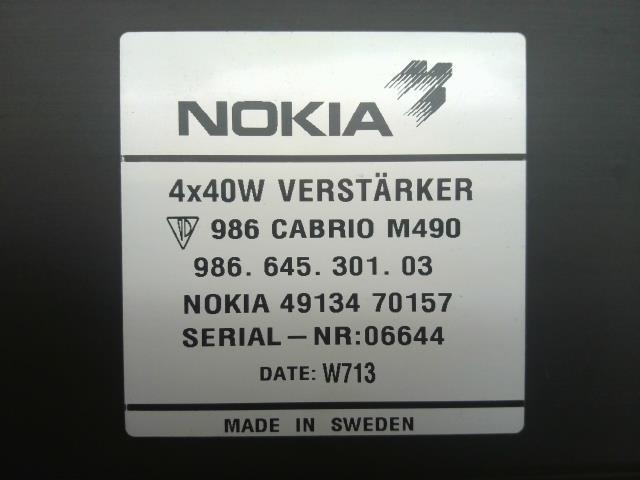 NOKIA
4x40W VERSTÄRKER
986 CABRIO M490
986. 645. 301. 03
NOKIA 49134 70157
SERIAL–NR:06644
DATE: W713
MADE IN SWEDEN